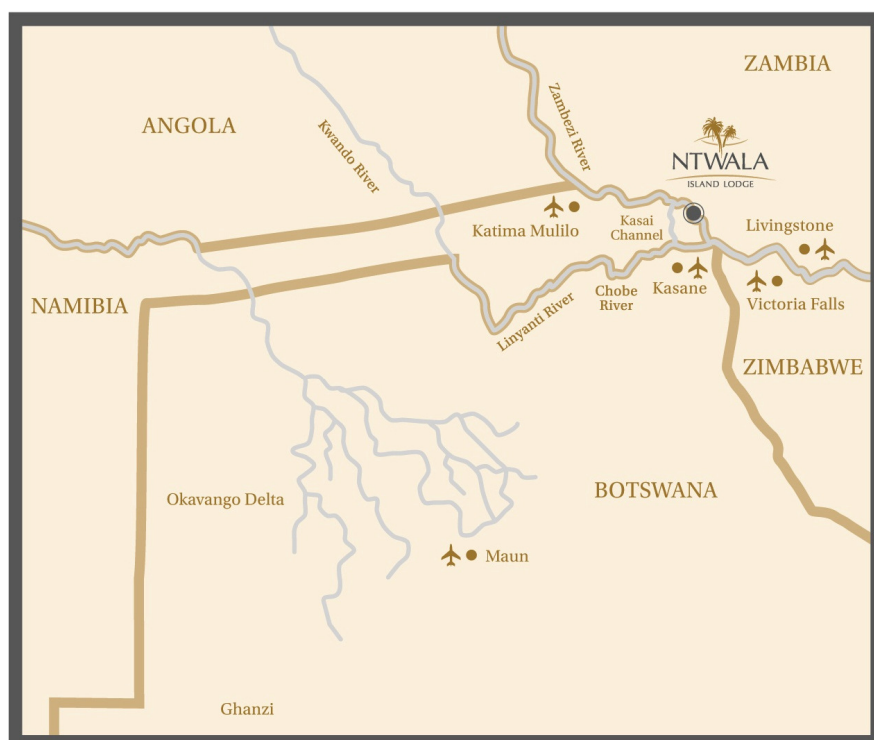 ZAMBIA
ANGOLA
Kwando River
Zambezi River
NTWALA
ISLAND LODGE
Katima Mulilo
Kasai
Channel
Livingstone
NAMIBIA
Linyanti River
Chobe
River
Kasane
Victoria Falls
ZIMBABWE
Okavango Delta
BOTSWANA
Maun
Ghanzi